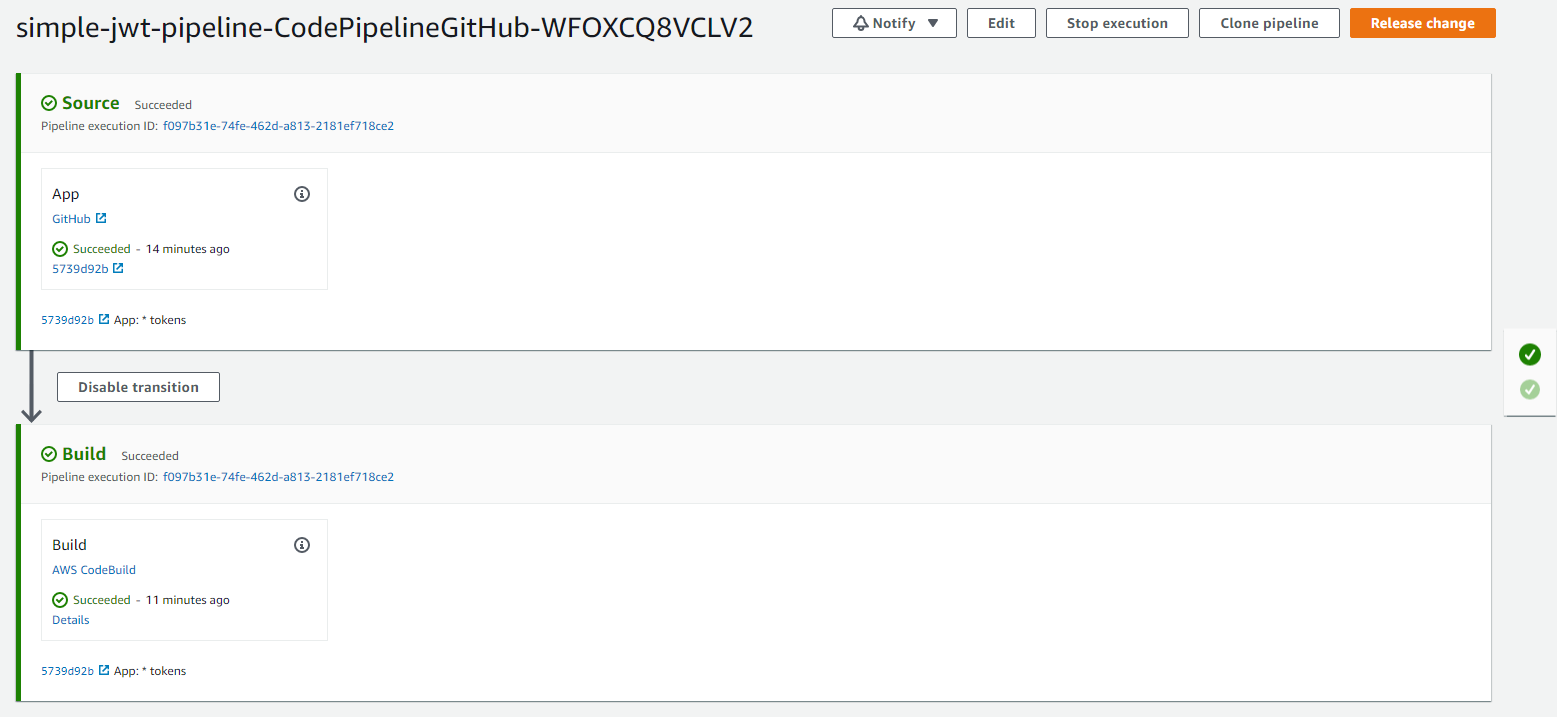 simple-jwt-pipeline-CodePipelineGitHub-WFOXCQ8VCLV2
Notify Edit Stop execution Clone pipeline Release change
Source Succeeded
Pipeline execution ID: f097b31e-74fe-462d-a813-2181ef718ce2
App
GitHub
Succeeded - 14 minutes ago
5739d92b
5739d92b App: * tokens
Disable transition
Build Succeeded
Pipeline execution ID: f097b31e-74fe-462d-a813-2181ef718ce2
Build
AWS CodeBuild
Succeeded - 11 minutes ago
Details
5739d92b App: * tokens